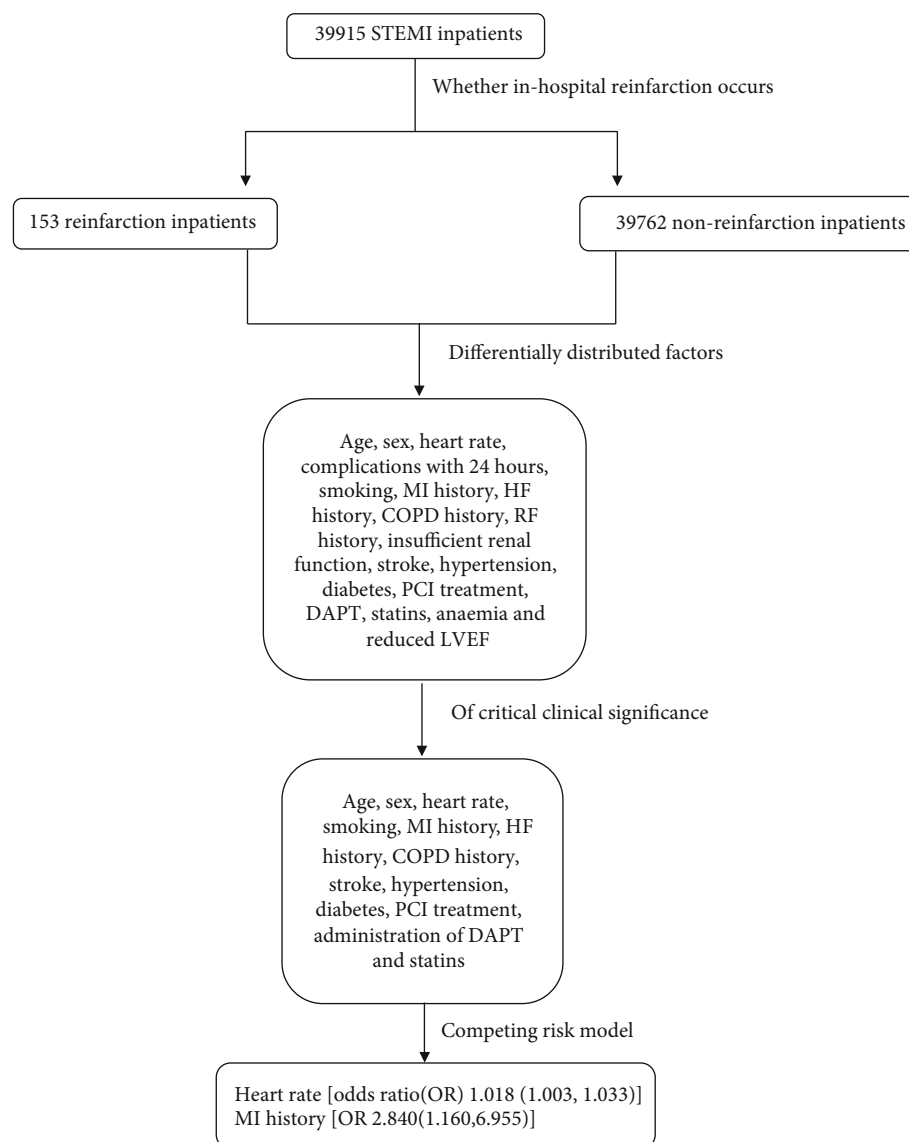 39915 STEMI inpatients
Whether in-hospital reinfarction occurs
153 reinfarction inpatients
39762 non-reinfarction inpatients
Differentially distributed factors
Age, sex, heart rate,
complications with 24 hours,
smoking, MI history, HF
history, COPD history, RF
history, insufficient renal
function, stroke, hypertension,
diabetes, PCI treatment,
DAPT, statins, anaemia and
reduced LVEF
Of critical clinical significance
Age, sex, heart rate,
smoking, MI history, HF
history, COPD history,
stroke, hypertension,
diabetes, PCI treatment,
administration of DAPT
and statins
Competing risk model
Heart rate [odds ratio(OR) 1.018 (1.003, 1.033)]
MI history [OR 2.840(1.160,6.955)]